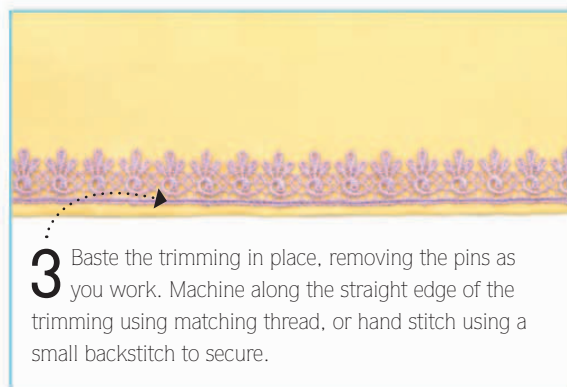 3 Baste the trimming in place, removing the pins as
you work. Machine along the straight edge of the
trimming using matching thread, or hand stitch using a
small backstitch to secure.